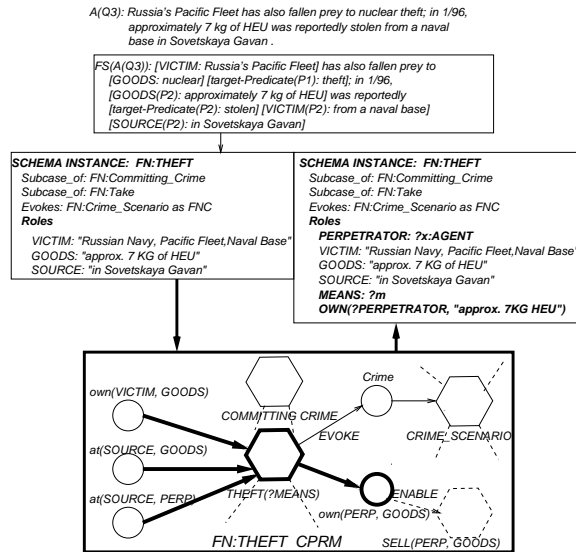 A(Q3): Russia's Pacific Fleet has also fallen prey to nuclear theft; in 1/96,
approximately 7 kg of HEU was reportedly stolen from a naval
base in Sovetskaya Gavan .
FS(A(Q3)): [VICTIM: Russia's Pacific Fleet] has also fallen prey to
[GOODS: nuclear] [target-Predicate(P1): theft]; in 1/96,
[GOODS(P2): approximately 7 kg of HEU] was reportedly
[target-Predicate(P2): stolen] [VICTIM(P2): from a naval base]
[SOURCE(P2): in Sovetskaya Gavan]
SCHEMA INSTANCE: FN:THEFT
Subcase_of: FN:Committing_Crime
Subcase_of: FN:Take
Evokes: FN:Crime_Scenario as FNC
Roles
VICTIM: "Russian Navy, Pacific Fleet,Naval Base"
GOODS: "approx. 7 KG of HEU"
SOURCE: "in Sovetskaya Gavan"
SCHEMA INSTANCE: FN:THEFT
Subcase_of: FN:Committing_Crime
Subcase_of: FN:Take
Evokes: FN:Crime_Scenario as FNC
Roles
PERPETRATOR: ?x:AGENT
VICTIM: "Russian Navy, Pacific Fleet,Naval Base"
GOODS: "approx. 7 KG of HEU"
SOURCE: "in Sovetskaya Gavan"
MEANS: ?m
OWN(?PERPETRATOR, "approx. 7KG HEU")
own(VICTIM, GOODS)
Crime
COMMITTING CRIME
EVOKE
CRIME_SCENARIO
at(SOURCE, GOODS)
at(SOURCE, PERP)
THEFT(?MEANS)
ENABLE
own(PERP, GOODS)
SELL(PERP, GOODS)
FN:THEFT CPRM